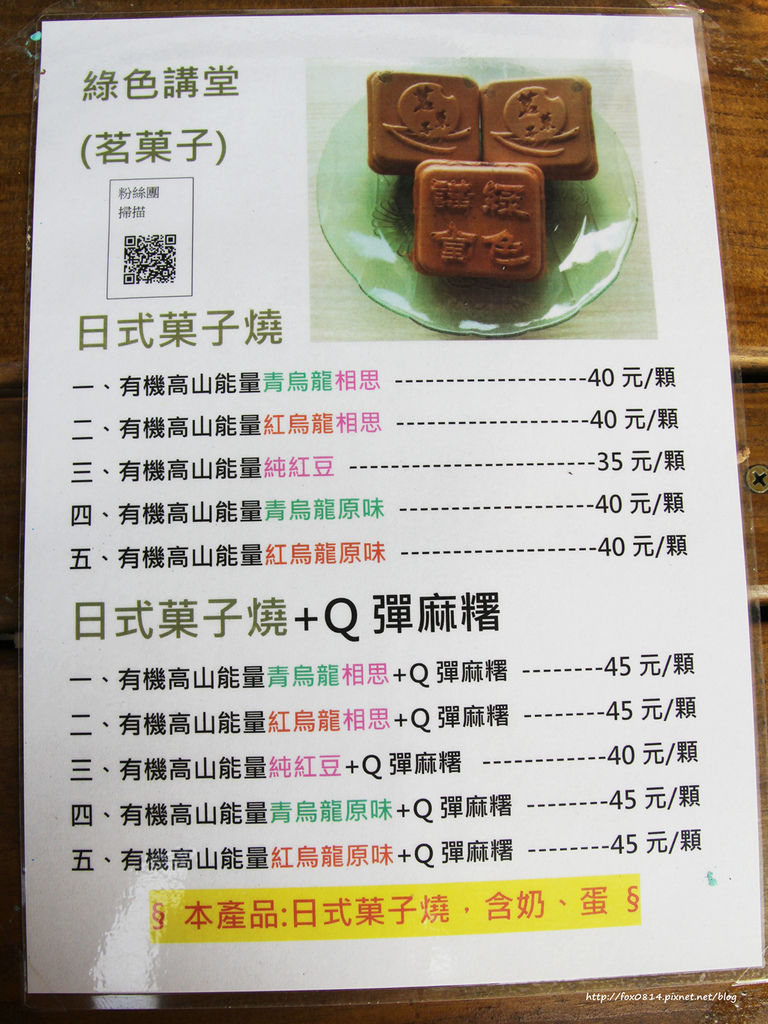 綠色講堂
(茗菓子)
粉絲團
掃描
茗菓子
茗菓子
講綠
堂色
日式菓子燒
一、有機高山能量青烏龍相思 ------------------------40 元/顆
二、有機高山能量紅烏龍相思 ------------------------40 元/顆
三、有機高山能量純紅豆 ------------------------------35 元/顆
四、有機高山能量青烏龍原味 ------------------------40 元/顆
五、有機高山能量紅烏龍原味 ------------------------40 元/顆
日式菓子燒+Q 彈麻糬
一、有機高山能量青烏龍相思+Q 彈麻糬 ---------45 元/顆
二、有機高山能量紅烏龍相思+Q 彈麻糬 ---------45 元/顆
三、有機高山能量純紅豆+Q 彈麻糬 --------------40 元/顆
四、有機高山能量青烏龍原味+Q 彈麻糬 ---------45 元/顆
五、有機高山能量紅烏龍原味+Q 彈麻糬 ---------45 元/顆
§ 本產品:日式菓子燒，含奶、蛋 §
http://fox0814.pixnet.net/blog